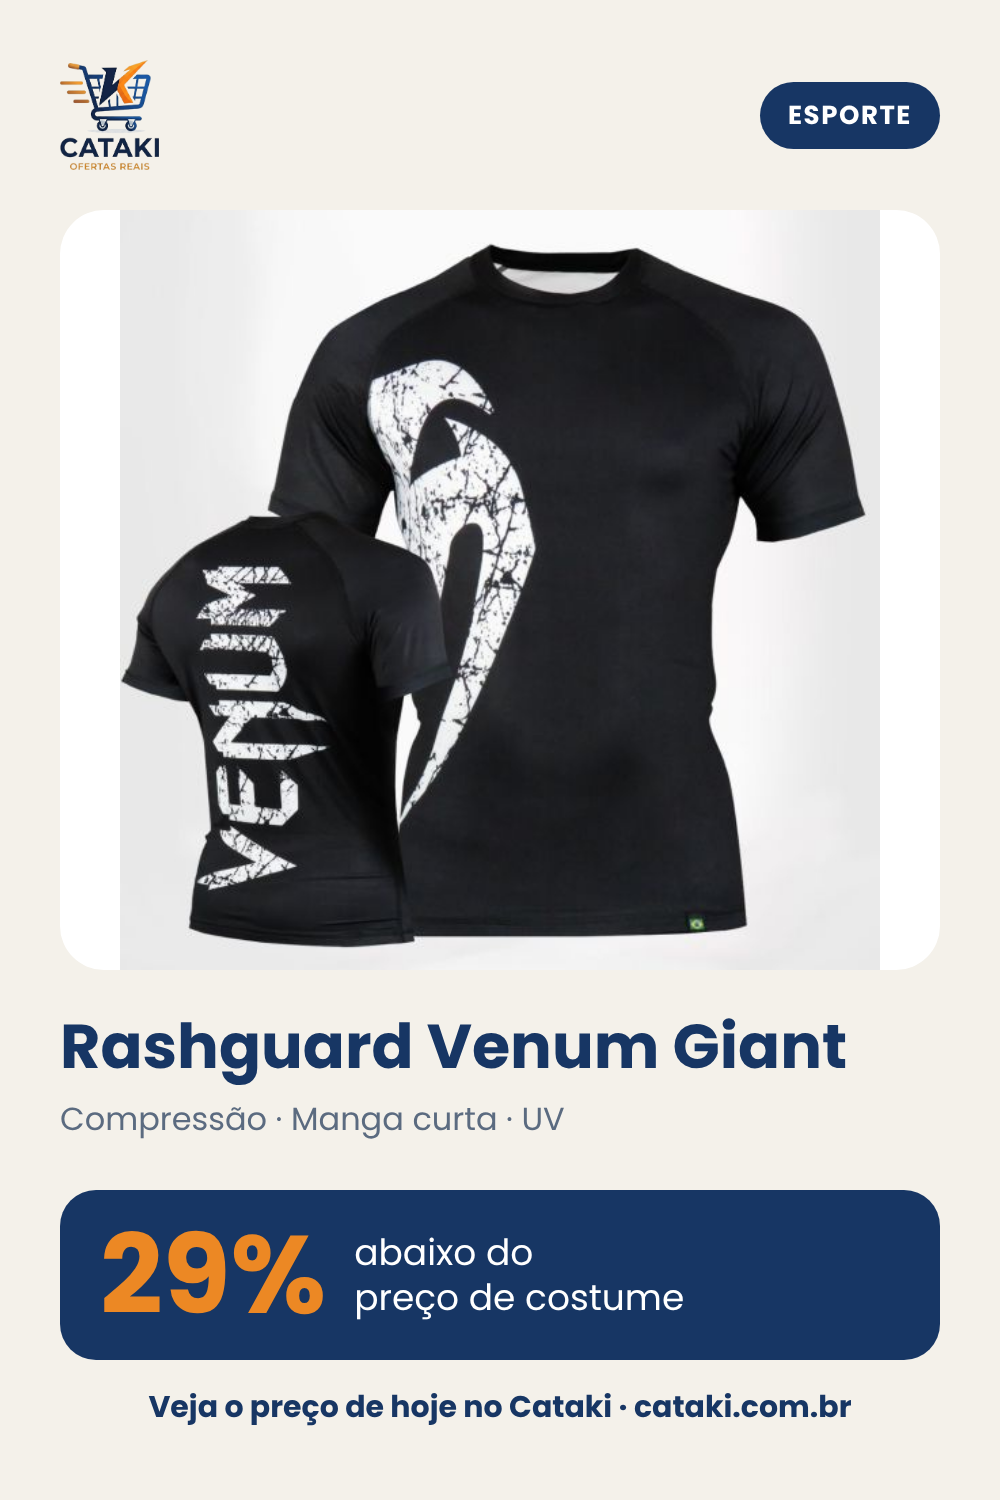 CATAKI
OFERTAS REAIS
ESPORTE
VENUM
Rashguard Venum Giant
Compressão · Manga curta · UV
29%
abaixo do
preço de costume
Veja o preço de hoje no Cataki · cataki.com.br